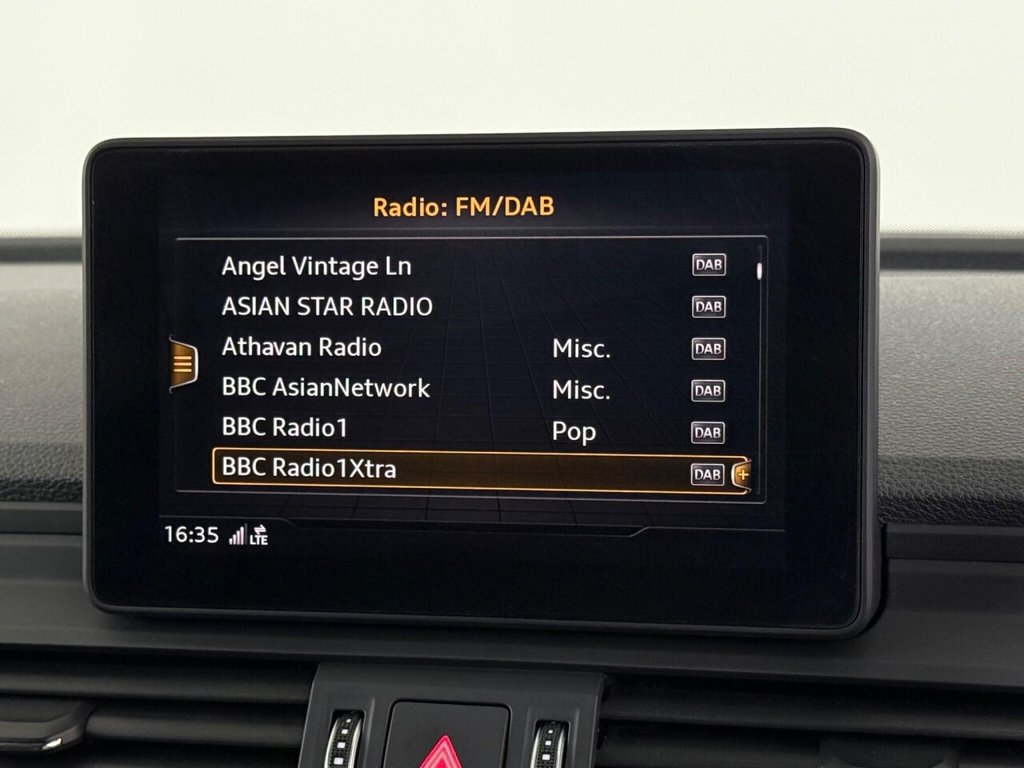 Radio: FM/DAB
Angel Vintage Ln DAB
ASIAN STAR RADIO DAB
Athavan Radio Misc. DAB
BBC AsianNetwork Misc. DAB
BBC Radio1 Pop DAB
BBC Radio1Xtra DAB +
16:35 LTE